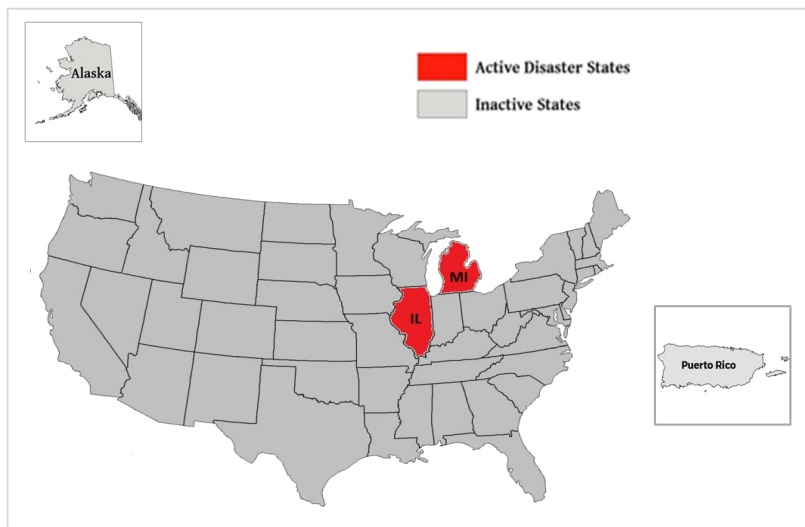 Alaska
Active Disaster States
Inactive States
MI
IL
Puerto Rico